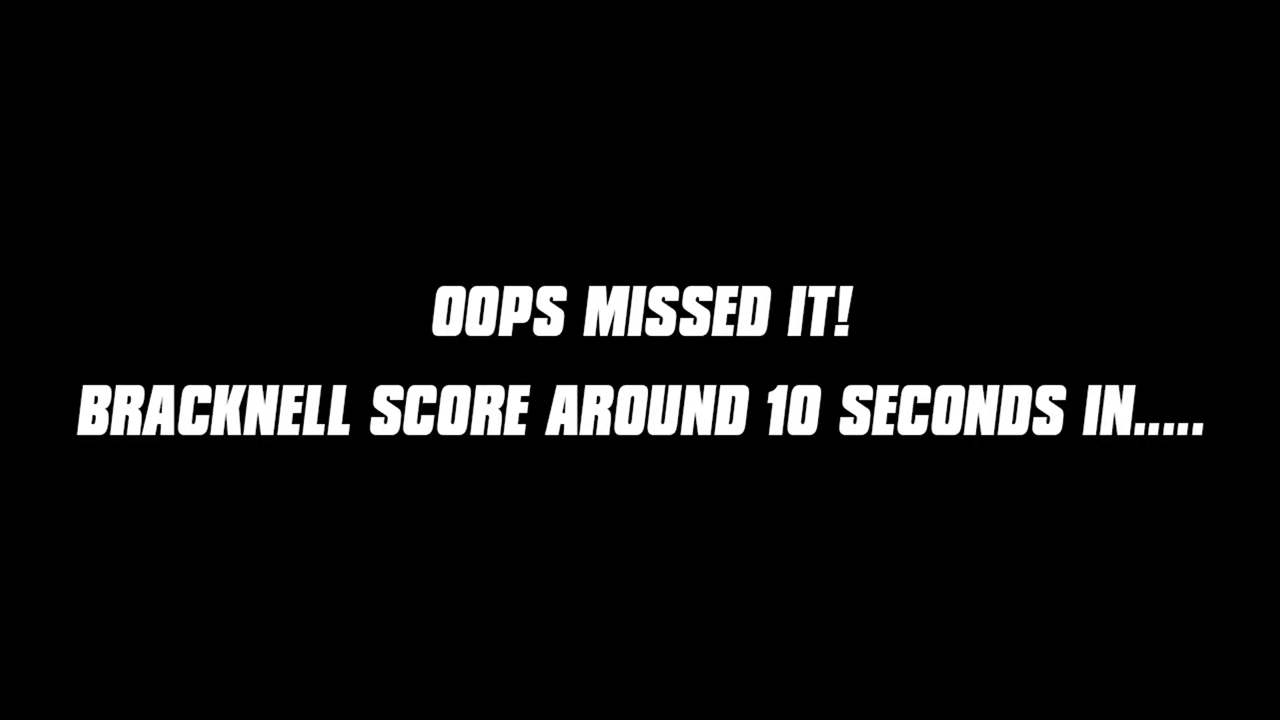 OOPS MISSED IT!
BRACKNELL SCORE AROUND 10 SECONDS IN.....